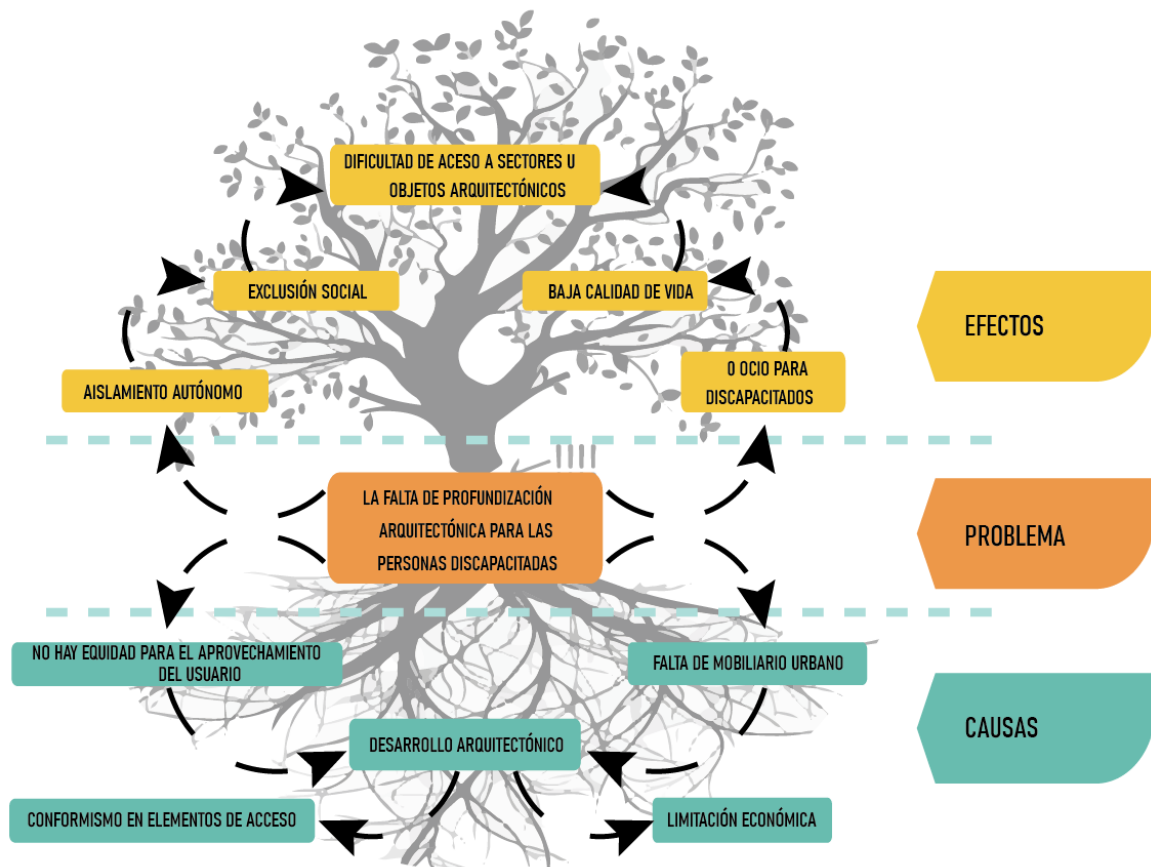 DIFICULTAD DE ACESO A SECTORES U
OBJETOS ARQUITECTÓNICOS
EXCLUSIÓN SOCIAL
BAJA CALIDAD DE VIDA
EFECTOS
AISLAMIENTO AUTÓNOMO
0 OCIO PARA
DISCAPACITADOS
LA FALTA DE PROFUNDIZACIÓN
ARQUITECTÓNICA PARA LAS
PERSONAS DISCAPACITADAS
PROBLEMA
NO HAY EQUIDAD PARA EL APROVECHAMIENTO
DEL USUARIO
FALTA DE MOBILIARIO URBANO
CAUSAS
DESARROLLO ARQUITECTÓNICO
CONFORMISMO EN ELEMENTOS DE ACCESO
LIMITACIÓN ECONÓMICA